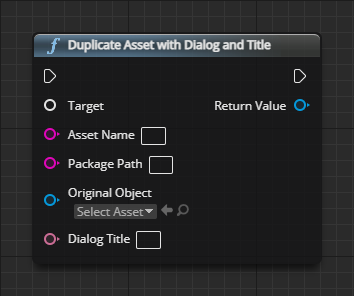 Duplicate Asset with Dialog and Title
Target
Return Value
Asset Name
Package Path
Original Object
Select Asset
Dialog Title